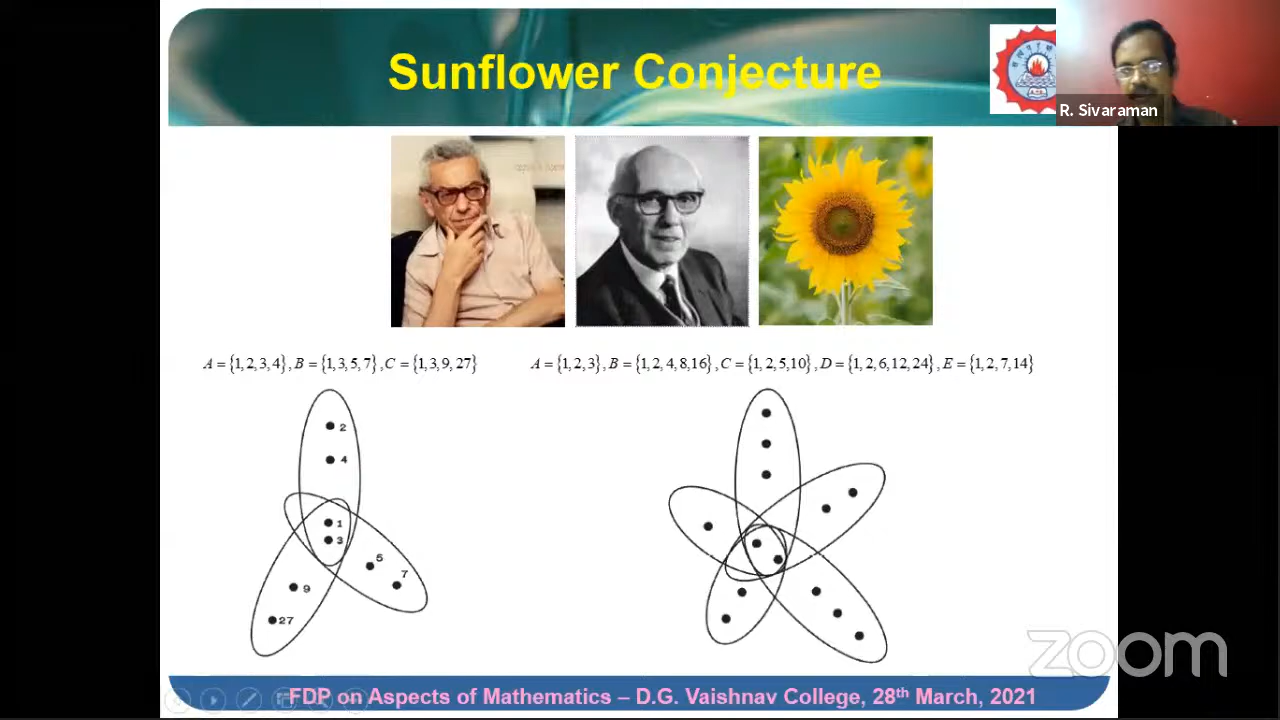 Sunflower Conjecture
R. Sivaraman
A = {1, 2, 3, 4}, B = {1, 3, 5, 7}, C = {1, 3, 9, 27}
A = {1, 2, 3}, B = {1, 2, 4, 8, 16}, C = {1, 2, 5, 10}, D = {1, 2, 6, 12, 24}, E = {1, 2, 7, 14}
2
4
1
3
5
7
9
27
zoom
FDP on Aspects of Mathematics – D.G. Vaishnav College, 28th March, 2021